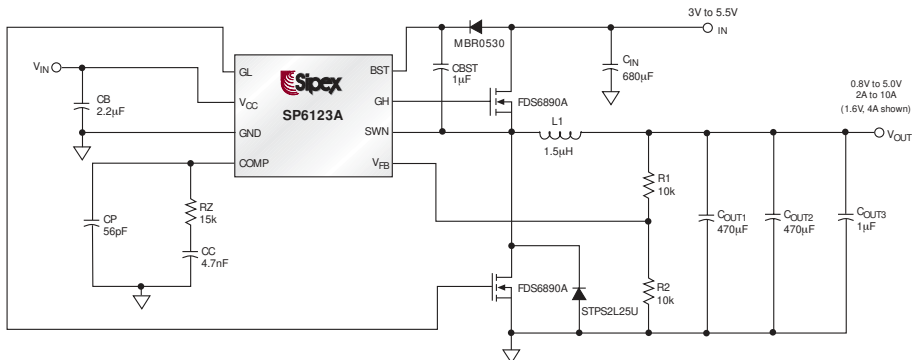 3V to 5.5V
IN
MBR0530
V_IN
GL
BST
CBST
1µF
C_IN
680µF
Sipex
SP6123A
CB
2.2µF
V_CC
GH
FDS6890A
0.8V to 5.0V
2A to 10A
(1.6V, 4A shown)
GND
SWN
L1
1.5µH
V_OUT
COMP
V_FB
CP
56pF
RZ
15k
CC
4.7nF
R1
10k
C_OUT1
470µF
C_OUT2
470µF
C_OUT3
1µF
FDS6890A
STPS2L25U
R2
10k